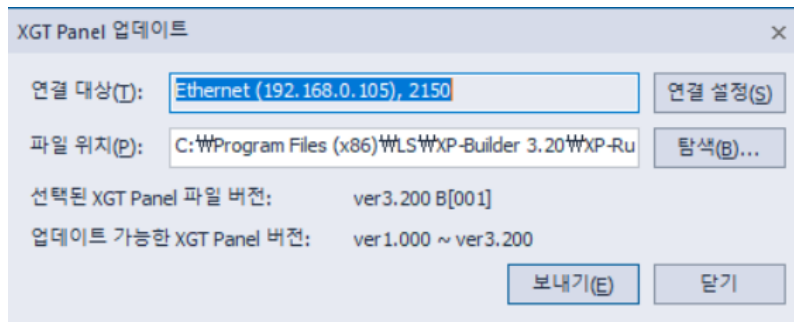 XGT Panel 업데이트
연결 대상(T): Ethernet (192.168.0.105), 2150 연결 설정(S)
파일 위치(P): C:₩Program Files (x86)₩LS₩XP-Builder 3.20₩XP-Ru 탐색(B)...
선택된 XGT Panel 파일 버전: ver3.200 B[001]
업데이트 가능한 XGT Panel 버전: ver1.000 ~ ver3.200
보내기(E) 닫기